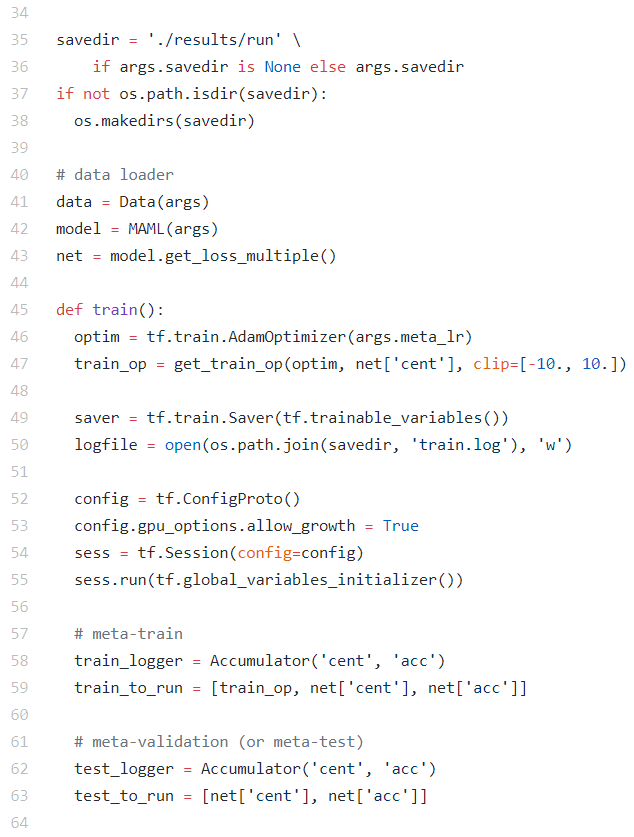 34
35 savedir = './results/run' \
36     if args.savedir is None else args.savedir
37 if not os.path.isdir(savedir):
38   os.makedirs(savedir)
39
40 # data loader
41 data = Data(args)
42 model = MAML(args)
43 net = model.get_loss_multiple()
44
45 def train():
46   optim = tf.train.AdamOptimizer(args.meta_lr)
47   train_op = get_train_op(optim, net['cent'], clip=[-10., 10.])
48
49   saver = tf.train.Saver(tf.trainable_variables())
50   logfile = open(os.path.join(savedir, 'train.log'), 'w')
51
52   config = tf.ConfigProto()
53   config.gpu_options.allow_growth = True
54   sess = tf.Session(config=config)
55   sess.run(tf.global_variables_initializer())
56
57   # meta-train
58   train_logger = Accumulator('cent', 'acc')
59   train_to_run = [train_op, net['cent'], net['acc']]
60
61   # meta-validation (or meta-test)
62   test_logger = Accumulator('cent', 'acc')
63   test_to_run = [net['cent'], net['acc']]
64